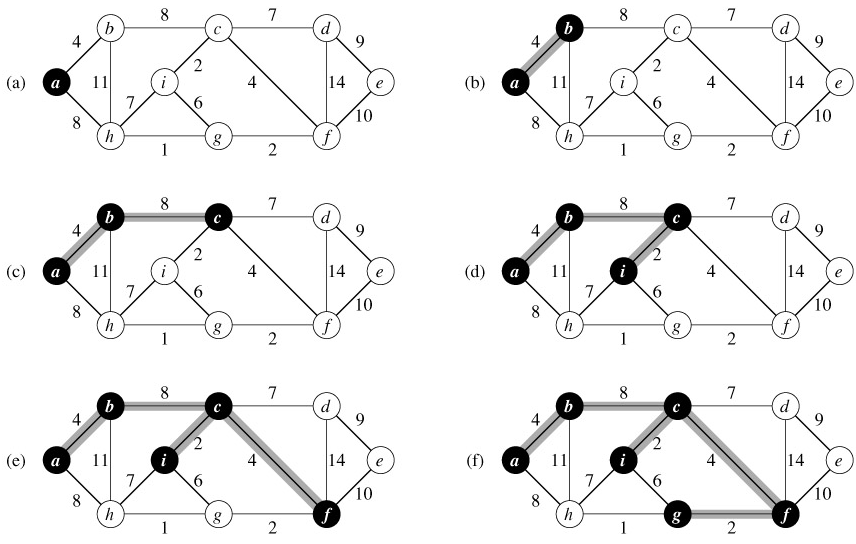 8 7 8 7
b c d b c d
4 9 4 9
2 2
(a) a 11 i 4 14 e (b) a 11 i 4 14 e
7 6 7 6
8 10 8 10
h g f h g f
1 2 1 2
8 7 8 7
b c d b c d
4 9 4 9
2 2
(c) a 11 i 4 14 e (d) a 11 i 4 14 e
7 6 7 6
8 10 8 10
h g f h g f
1 2 1 2
8 7 8 7
b c d b c d
4 9 4 9
2 2
(e) a 11 i 4 14 e (f) a 11 i 4 14 e
7 6 7 6
8 10 8 10
h g f h g f
1 2 1 2